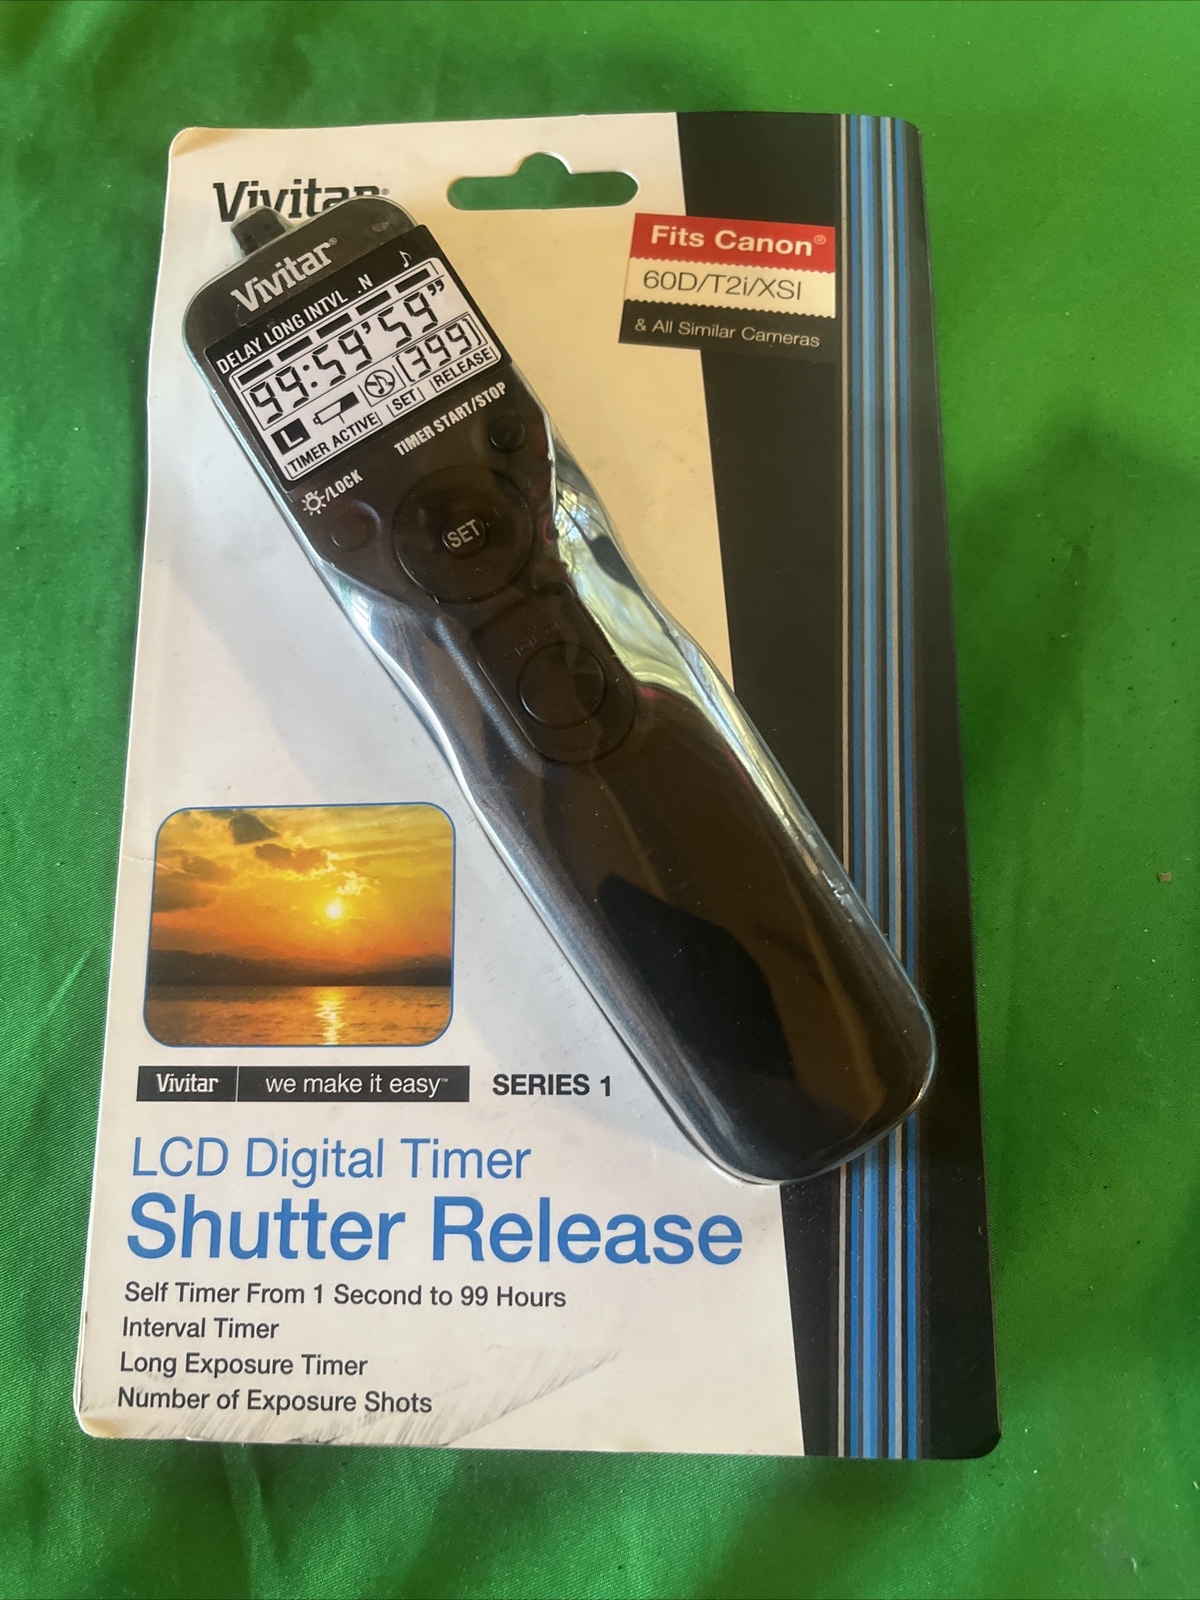 Vivitar®
Fits Canon®
60D/T2i/XSI
& All Similar Cameras
Vivitar®
DELAY LONG INTVL .N ♪
99:59'59"
L [399]
TIMER ACTIVE SET RELEASE
TIMER START/STOP
/LOCK
SET
Vivitar we make it easy™ SERIES 1
LCD Digital Timer
Shutter Release
Self Timer From 1 Second to 99 Hours
Interval Timer
Long Exposure Timer
Number of Exposure Shots